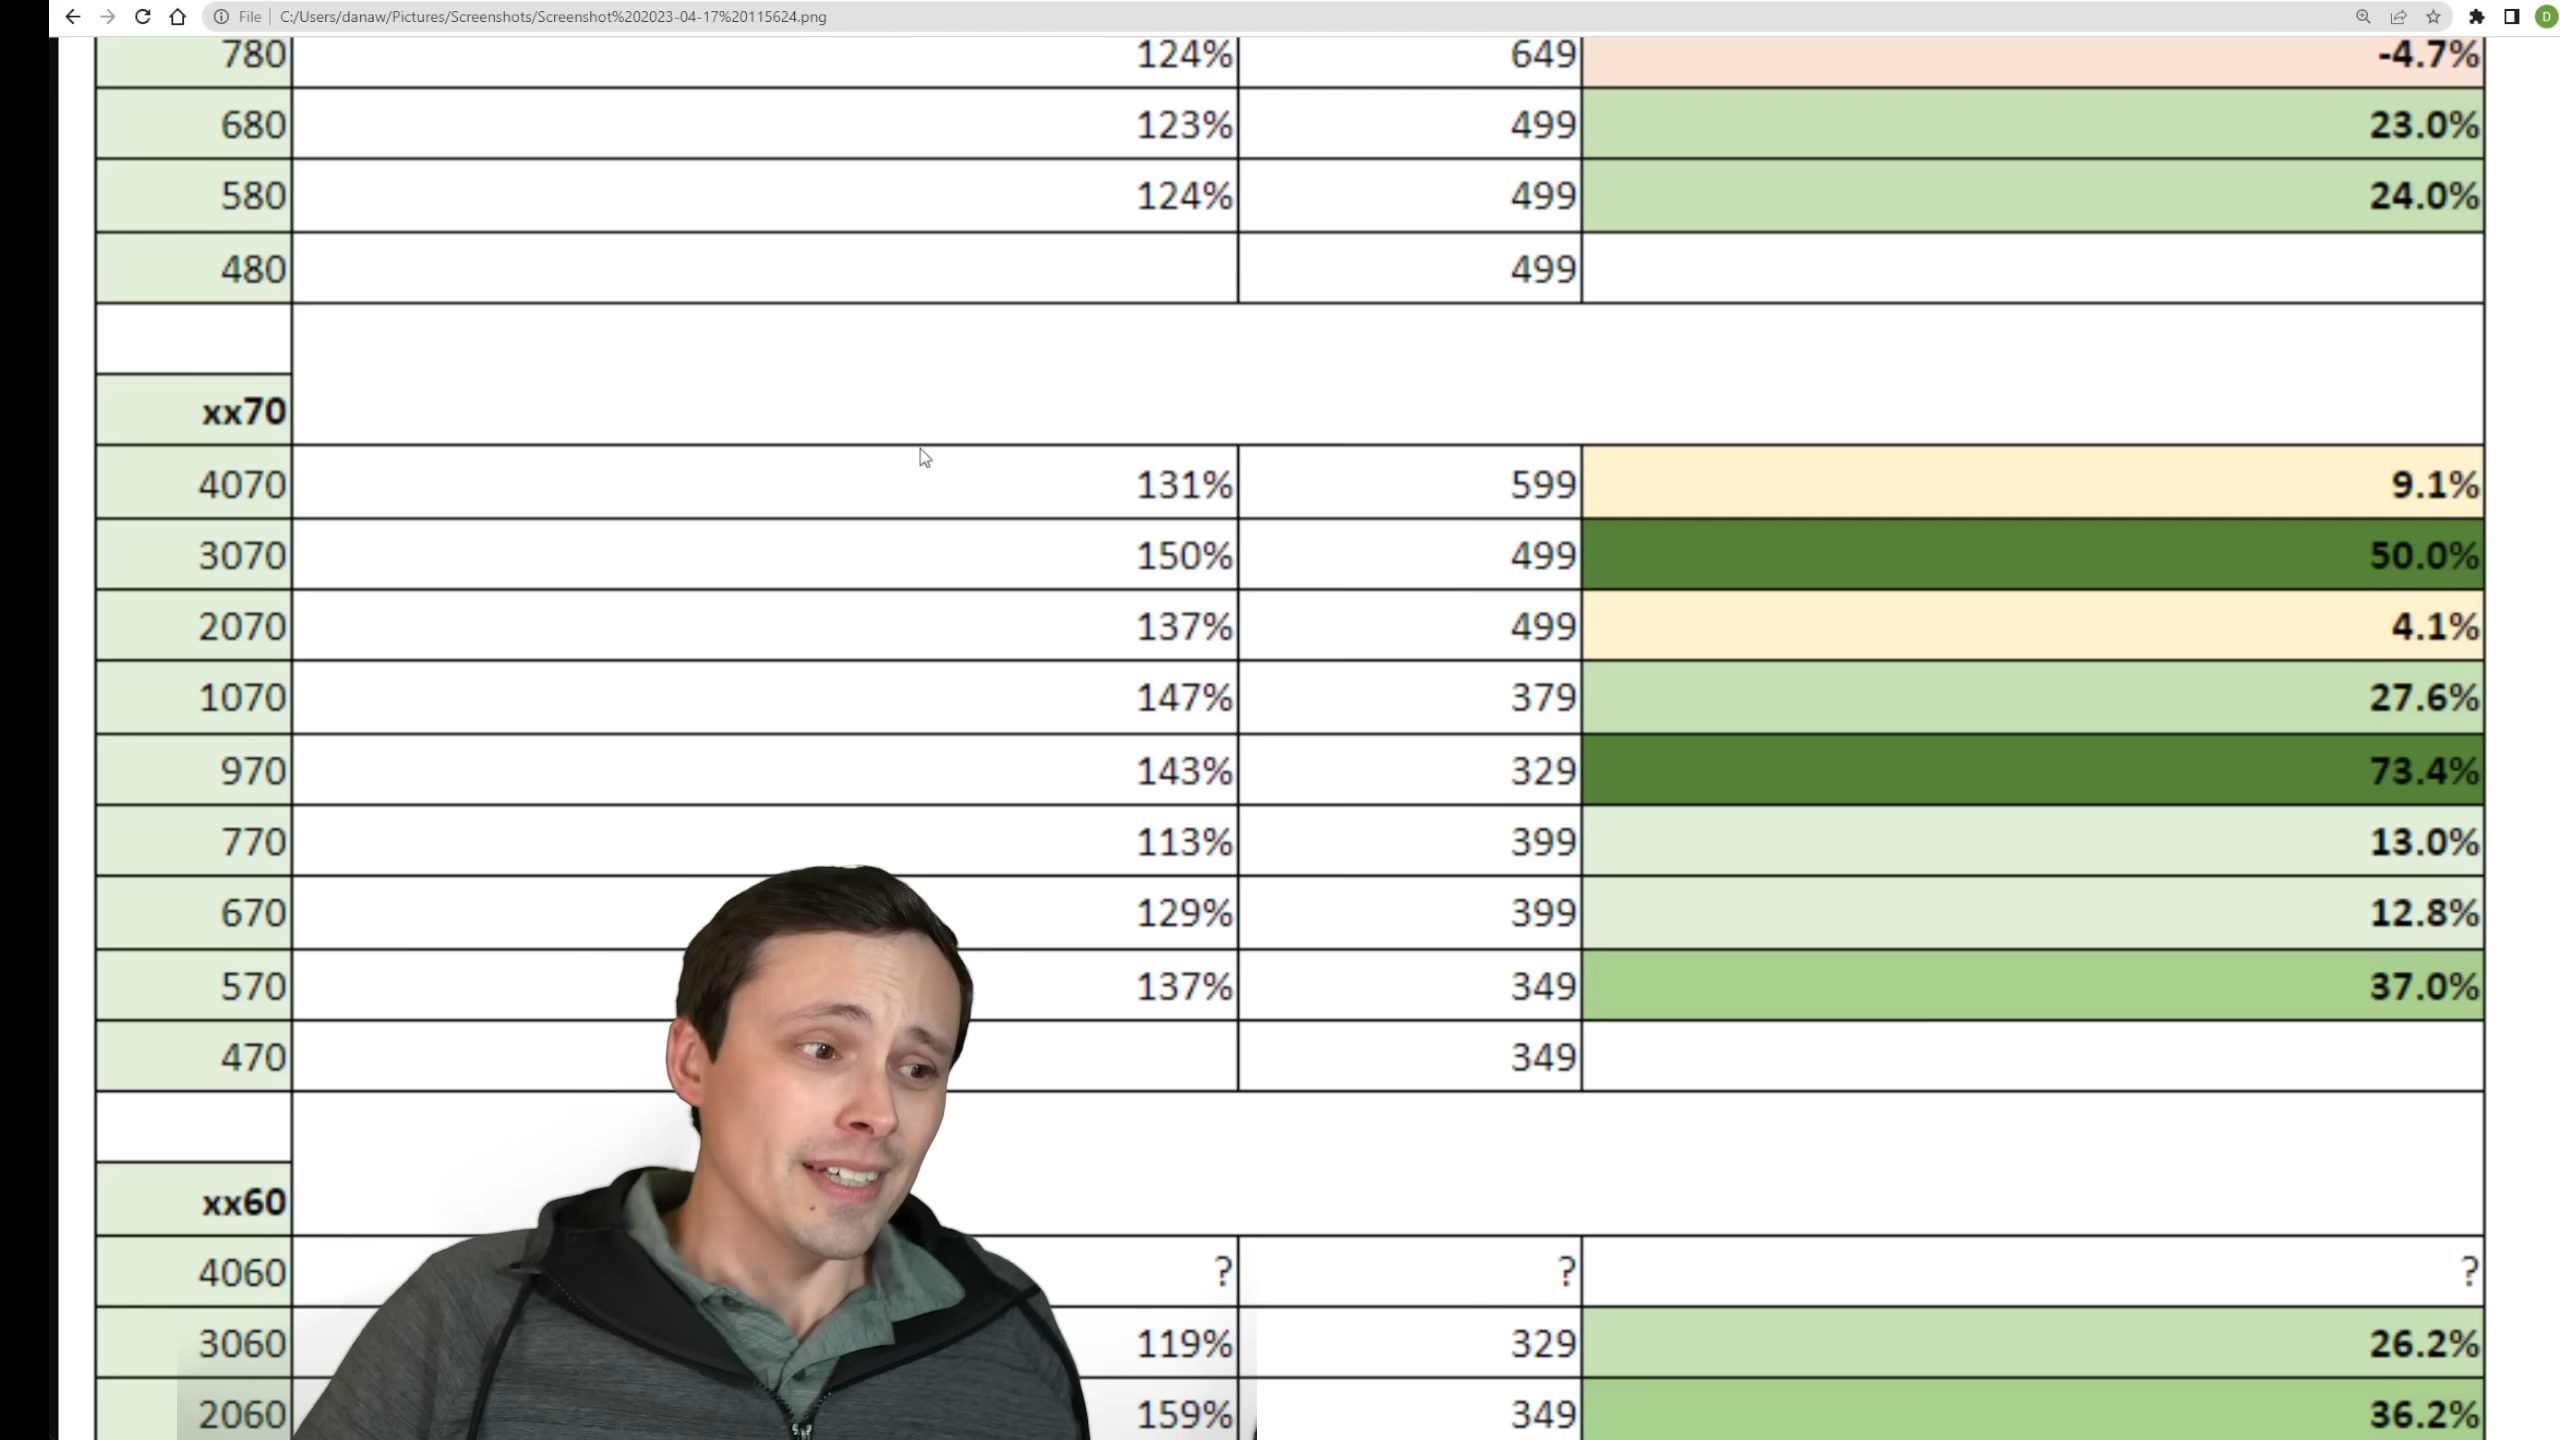 File C:/Users/danaw/Pictures/Screenshots/Screenshot%202023-04-17%20115624.png D
780 124% 649 -4.7%
680 123% 499 23.0%
580 124% 499 24.0%
480 499
xx70
4070 131% 599 9.1%
3070 150% 499 50.0%
2070 137% 499 4.1%
1070 147% 379 27.6%
970 143% 329 73.4%
770 113% 399 13.0%
670 129% 399 12.8%
570 137% 349 37.0%
470 349
xx60
4060 ? ? ?
3060 119% 329 26.2%
2060 159% 349 36.2%